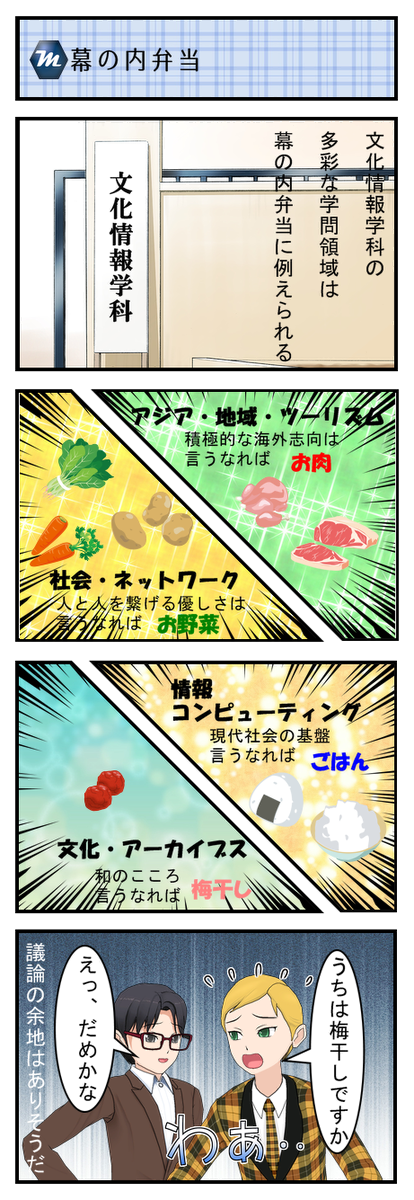 m
幕の内弁当
文化情報学科の
多彩な学問領域は
幕の内弁当に例えられる
文化情報学科
アジア・地域・ツーリズム
積極的な海外志向は
言うなれば お肉
社会・ネットワーク
人と人を繋げる優しさは
言うなれば お野菜
情報
コンピューティング
現代社会の基盤
言うなれば ごはん
文化・アーカイブス
和のこころ
言うなれば 梅干し
うちは梅干しですか
えっ、だめかな
わぁ・・
議論の余地はありそうだ